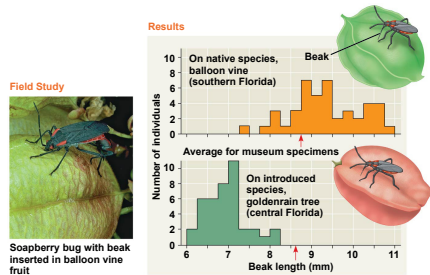 Field Study
Soapberry bug with beak
inserted in balloon vine
fruit
Results
Number of individuals
10
8
6
4
2
0
On native species,
balloon vine
(southern Florida)
Beak
Average for museum specimens
10
8
6
4
2
0
On introduced
species,
goldenrain tree
(central Florida)
6
7
8
9
10
11
Beak length (mm)